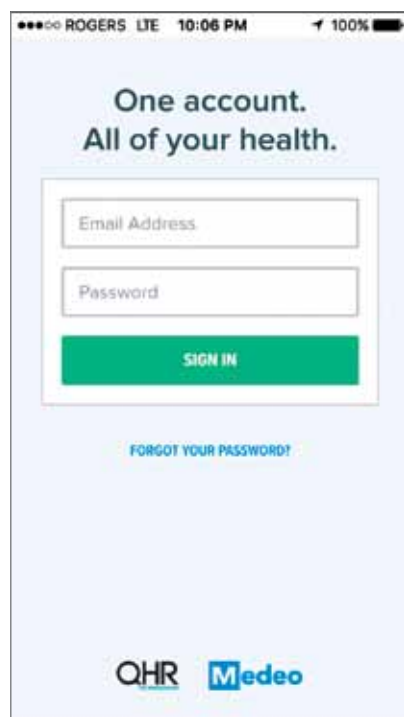 ROGERS LTE 10:06 PM 100%
One account.
All of your health.
Email Address
Password
SIGN IN
FORGOT YOUR PASSWORD?
QHR Medeo